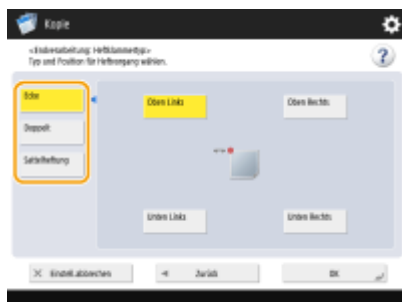 Kopie
<Endverarbeitung: Heftklammertyp>
Typ und Position für Heftvorgang wählen.
?
Ecke
Oben Links
Oben Rechts
Doppelt
Sattelheftung
Unten Links
Unten Rechts
Einstell. abbrechen
Zurück
OK